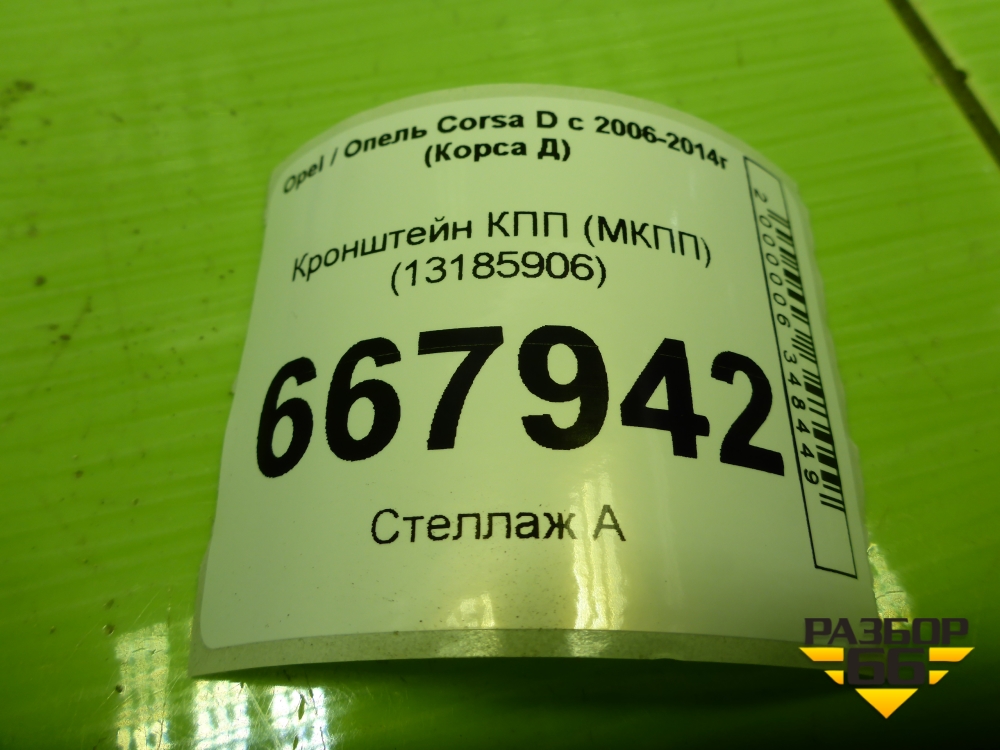 Opel / Опель Corsa D с 2006-2014г
(Корса Д)
Кронштейн КПП (МКПП)
(13185906)
667942
Стеллаж А
2000006348449
РАЗБОР
66